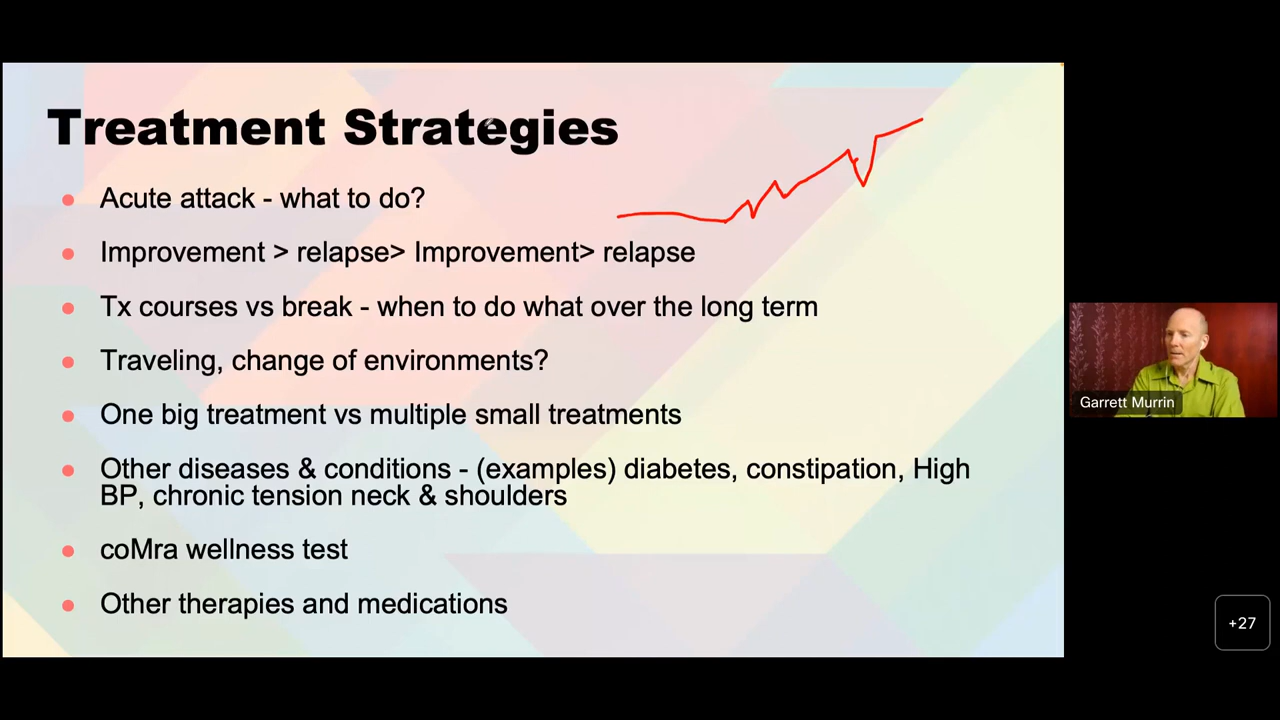 Treatment Strategies
Acute attack - what to do?
Improvement > relapse> Improvement> relapse
Tx courses vs break - when to do what over the long term
Traveling, change of environments?
One big treatment vs multiple small treatments
Other diseases & conditions - (examples) diabetes, constipation, High
BP, chronic tension neck & shoulders
coMra wellness test
Other therapies and medications
Garrett Murrin
+27